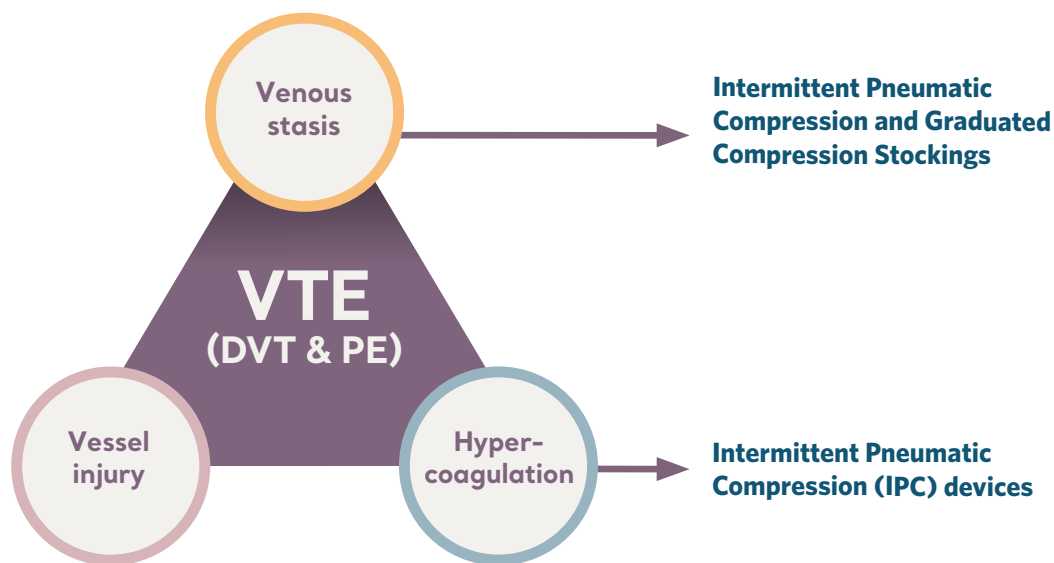 Venous
stasis
Intermittent Pneumatic
Compression and Graduated
Compression Stockings
VTE
(DVT & PE)
Vessel
injury
Hyper-
coagulation
Intermittent Pneumatic
Compression (IPC) devices